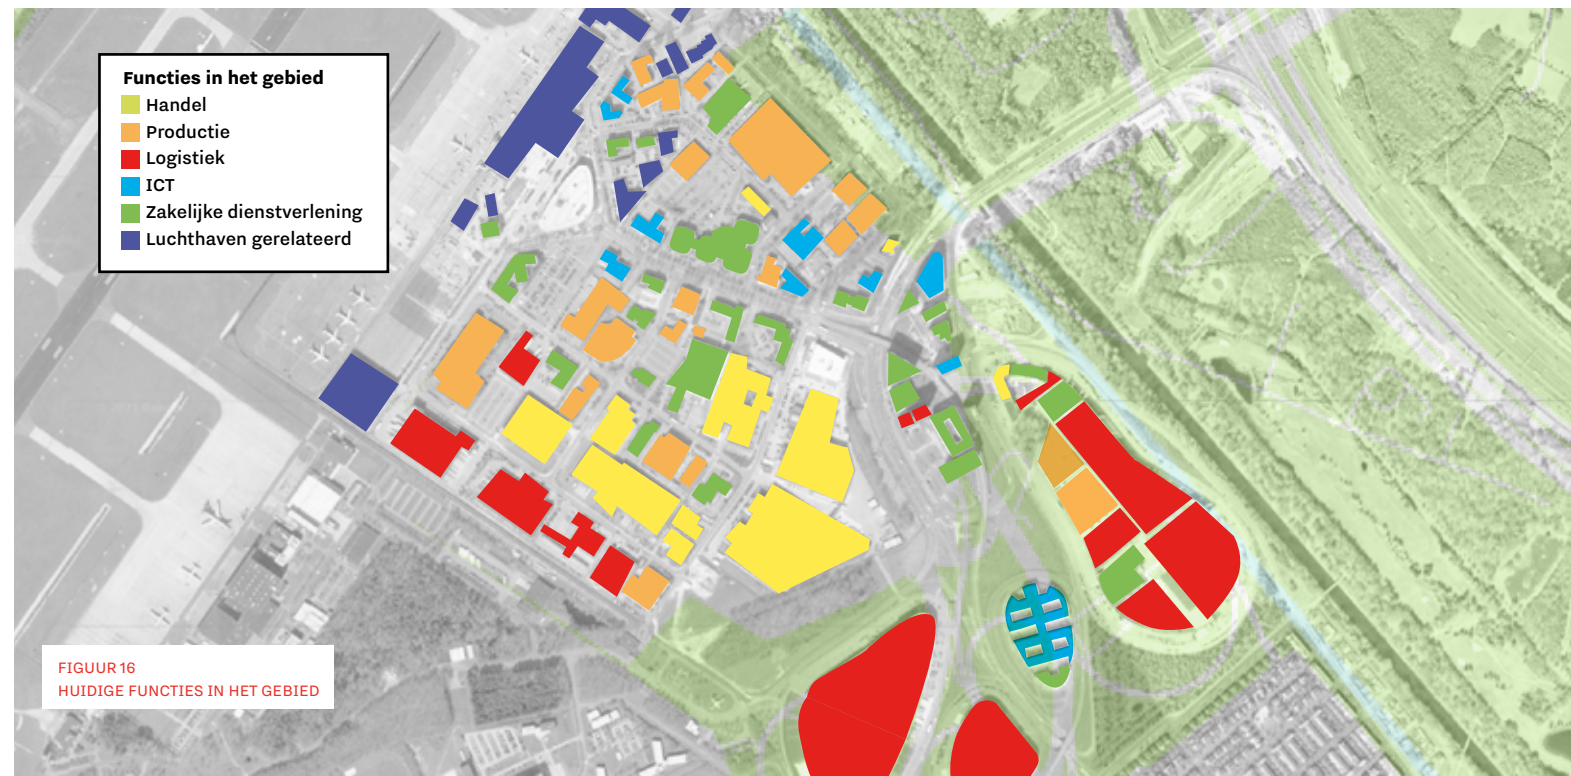 Functies in het gebied
Handel
Productie
Logistiek
ICT
Zakelijke dienstverlening
Luchthaven gerelateerd
FIGUUR 16
HUIDIGE FUNCTIES IN HET GEBIED